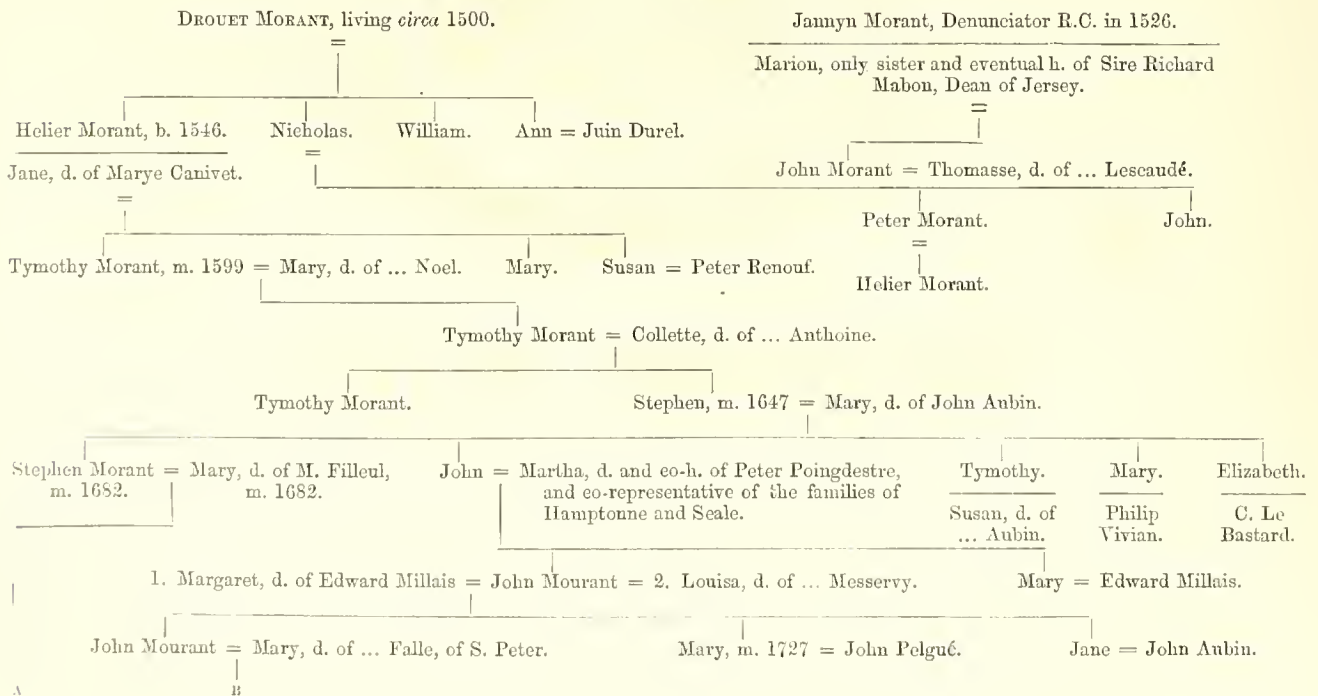 DROUET MORANT, living circa 1500.
Jannyn Morant, Denunciator R.C. in 1526.
Marion, only sister and eventual h. of Sire Richard
Mabon, Dean of Jersey.
Helier Morant, b. 1546. Nicholas. William. Ann = Juin Durel.
Jane, d. of Marye Canivet.
John Morant = Thomasse, d. of ... Lescaudé.
Peter Morant. John.
Tymothy Morant, m. 1599 = Mary, d. of ... Noel. Mary. Susan = Peter Renouf.
Helier Morant.
Tymothy Morant = Collette, d. of ... Anthoine.
Tymothy Morant. Stephen, m. 1647 = Mary, d. of John Aubin.
Stephen Morant = Mary, d. of M. Filleul,
m. 1682. m. 1682.
John = Martha, d. and eo-h. of Peter Poingdestre,
and eo-representative of the families of
Hamptonne and Seale.
Tymothy.
Susan, d. of
... Aubin.
Mary.
Philip
Vivian.
Elizabeth.
C. Le
Bastard.
1. Margaret, d. of Edward Millais = John Mourant = 2. Louisa, d. of ... Messervy. Mary = Edward Millais.
John Mourant = Mary, d. of ... Falle, of S. Peter. Mary, m. 1727 = John Pelgué. Jane = John Aubin.
A B